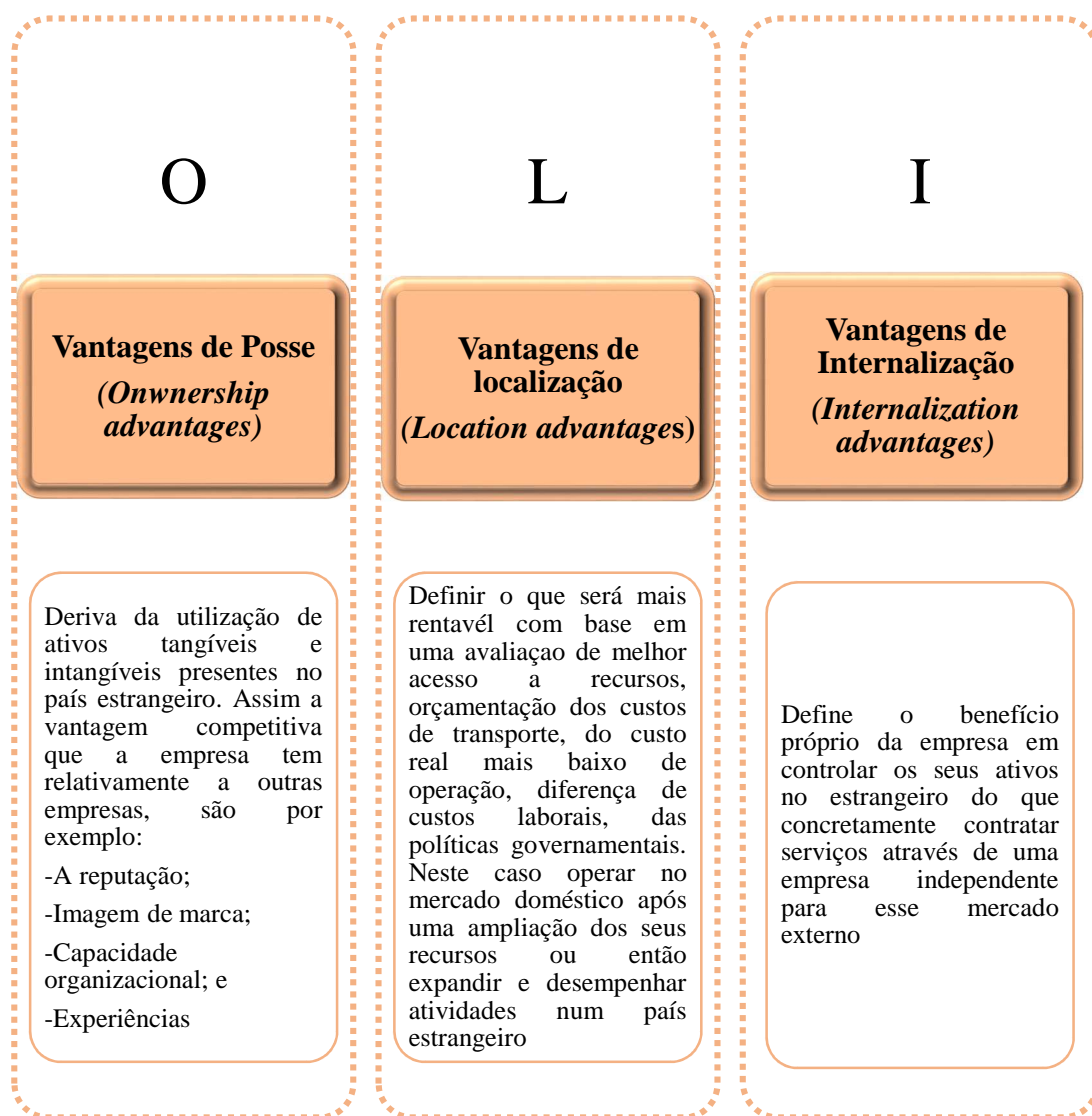 O
Vantagens de Posse
(Onwnership
advantages)
Deriva da utilização de
ativos tangíveis e
intangíveis presentes no
país estrangeiro. Assim a
vantagem competitiva
que a empresa tem
relativamente a outras
empresas, são por
exemplo:
-A reputação;
-Imagem de marca;
-Capacidade
organizacional; e
-Experiências
L
Vantagens de
localização
(Location advantages)
Definir o que será mais
rentavél com base em
uma avaliaçao de melhor
acesso a recursos,
orçamentação dos custos
de transporte, do custo
real mais baixo de
operação, diferença de
custos laborais, das
políticas governamentais.
Neste caso operar no
mercado doméstico após
uma ampliação dos seus
recursos ou então
expandir e desempenhar
atividades num país
estrangeiro
I
Vantagens de
Internalização
(Internalization
advantages)
Define o benefício
próprio da empresa em
controlar os seus ativos
no estrangeiro do que
concretamente contratar
serviços através de uma
empresa independente
para esse mercado
externo